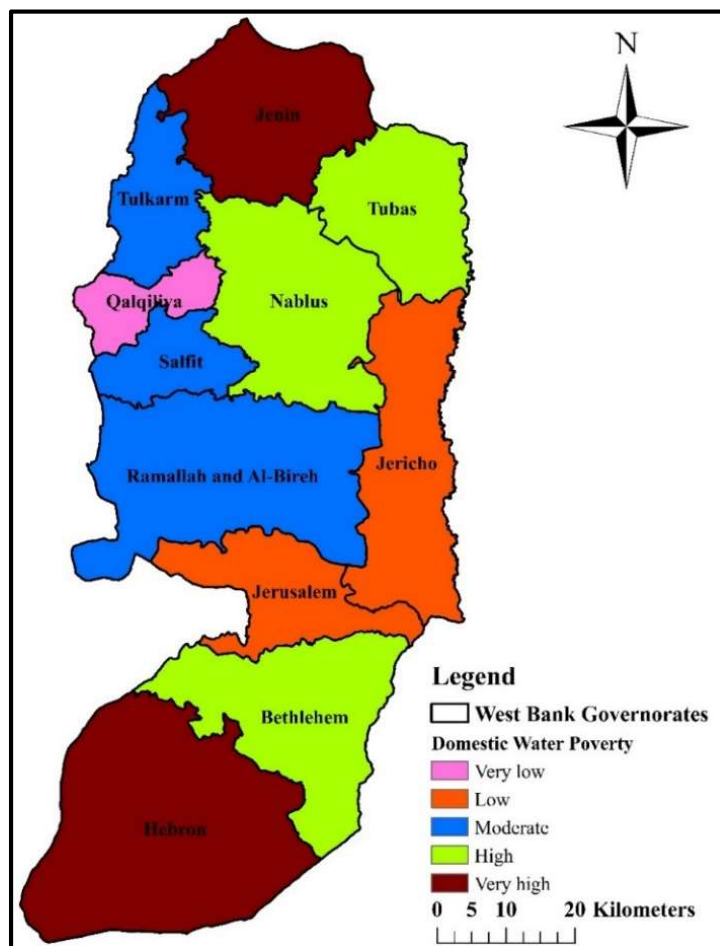 N
Jenin
Tulkarm
Tubas
Qalqiliya
Nablus
Salfit
Ramallah and Al-Bireh
Jericho
Jerusalem
Bethlehem
Hebron
Legend
West Bank Governorates
Domestic Water Poverty
Very low
Low
Moderate
High
Very high
0 5 10 20 Kilometers